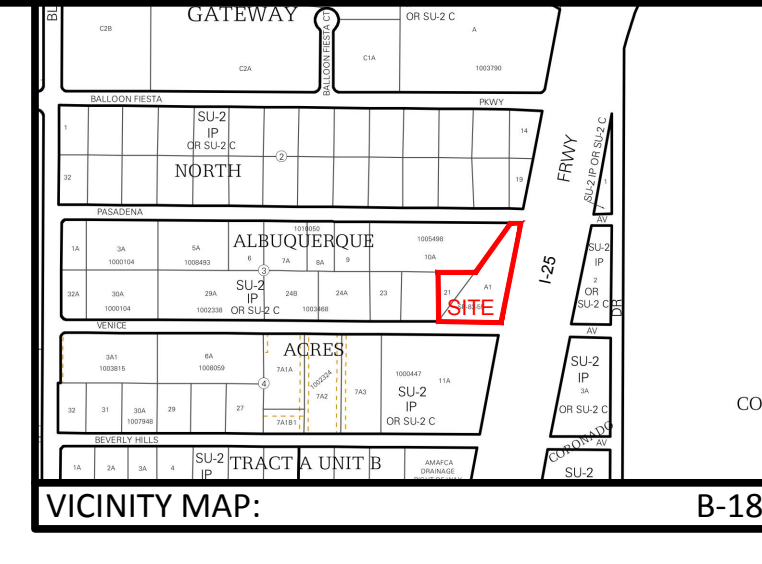 BL
GATEWAY
OR SU-2 C
C2B
A
C2A
C1A
1003790
BALLOON FIESTA CT
BALLOON FIESTA
PKWY
SU-2
IP
OR SU-2 C
1
14
2
NORTH
32
19
FRWY
SU-2 IP OR SU-2 C
1
PASADENA
AV
1010050
ALBUQUERQUE
1005498
1A
3A
1000104
5A
1008493
6
7A
8A
9
10A
3
I-25
SU-2
IP
2
OR
SU-2 C
DR
32A
30A
1000104
29A
1002338
SU-2
IP
OR SU-2 C
24B
24A
1003468
23
21
A1
SITE
VENICE
AV
ACRES
3A1
1003815
6A
1008059
7A1A
1002324
7A2
7A3
1000447
11A
SU-2
IP
OR SU-2 C
SU-2
IP
3A
OR SU-2 C
4
32
31
30A
1007948
29
27
7A1B1
CO
BEVERLY HILLS
CORONADO
AV
1A
2A
3A
4
SU-2
IP
TRACT A UNIT B
AMAFCA
DRAINAGE
RIGHT OF WAY
SU-2
VICINITY MAP:
B-18